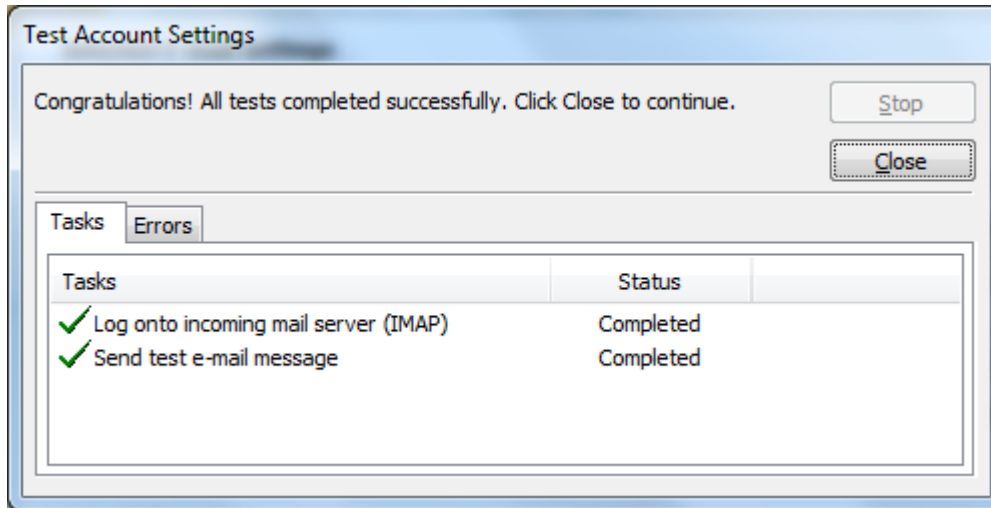 Test Account Settings
Congratulations! All tests completed successfully. Click Close to continue.
Stop
Close
Tasks Errors
Tasks Status
Log onto incoming mail server (IMAP) Completed
Send test e-mail message Completed